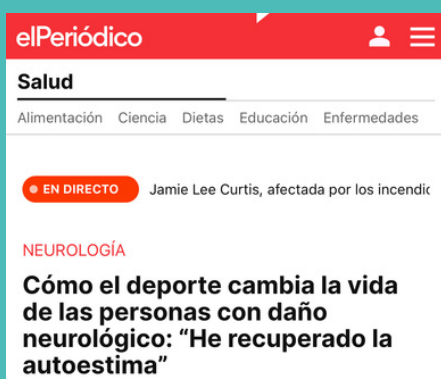 elPeriódico
Salud
Alimentación Ciencia Dietas Educación Enfermedades
EN DIRECTO Jamie Lee Curtis, afectada por los incendi
NEUROLOGÍA
Cómo el deporte cambia la vida
de las personas con daño
neurológico: “He recuperado la
autoestima”